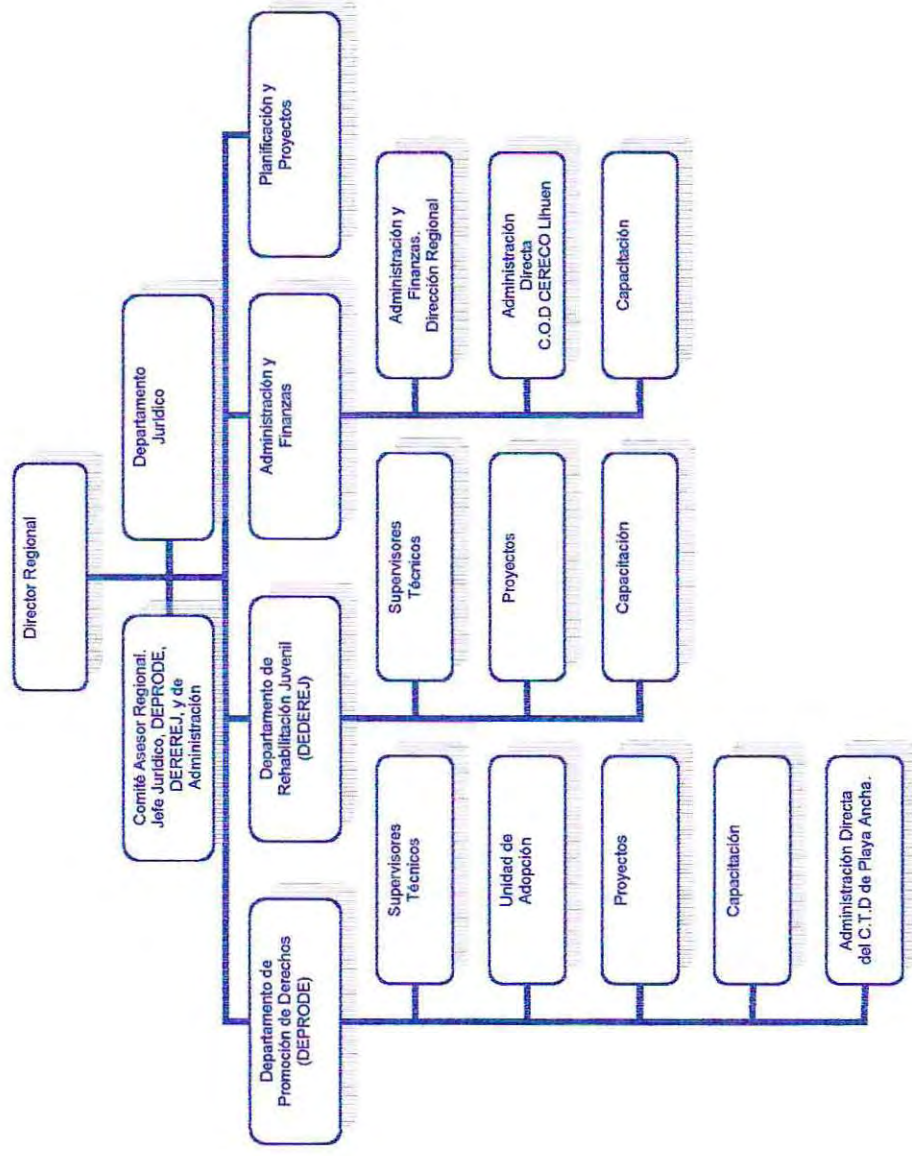 Director Regional
Comité Asesor Regional.
Jefe Jurídico, DEPRODE,
DEREREJ, y de
Administración
Departamento
Jurídico
Departamento de
Promoción de Derechos
(DEPRODE)
Departamento de
Rehabilitación Juvenil
(DEDEREJ)
Administración y
Finanzas
Planificación y
Proyectos
Supervisores
Técnicos
Unidad de
Adopción
Proyectos
Capacitación
Administración Directa
del C.T.D de Playa Ancha.
Supervisores
Técnicos
Proyectos
Capacitación
Administración y
Finanzas.
Dirección Regional
Administración
Directa
C.O.D CERECO Lihuen
Capacitación